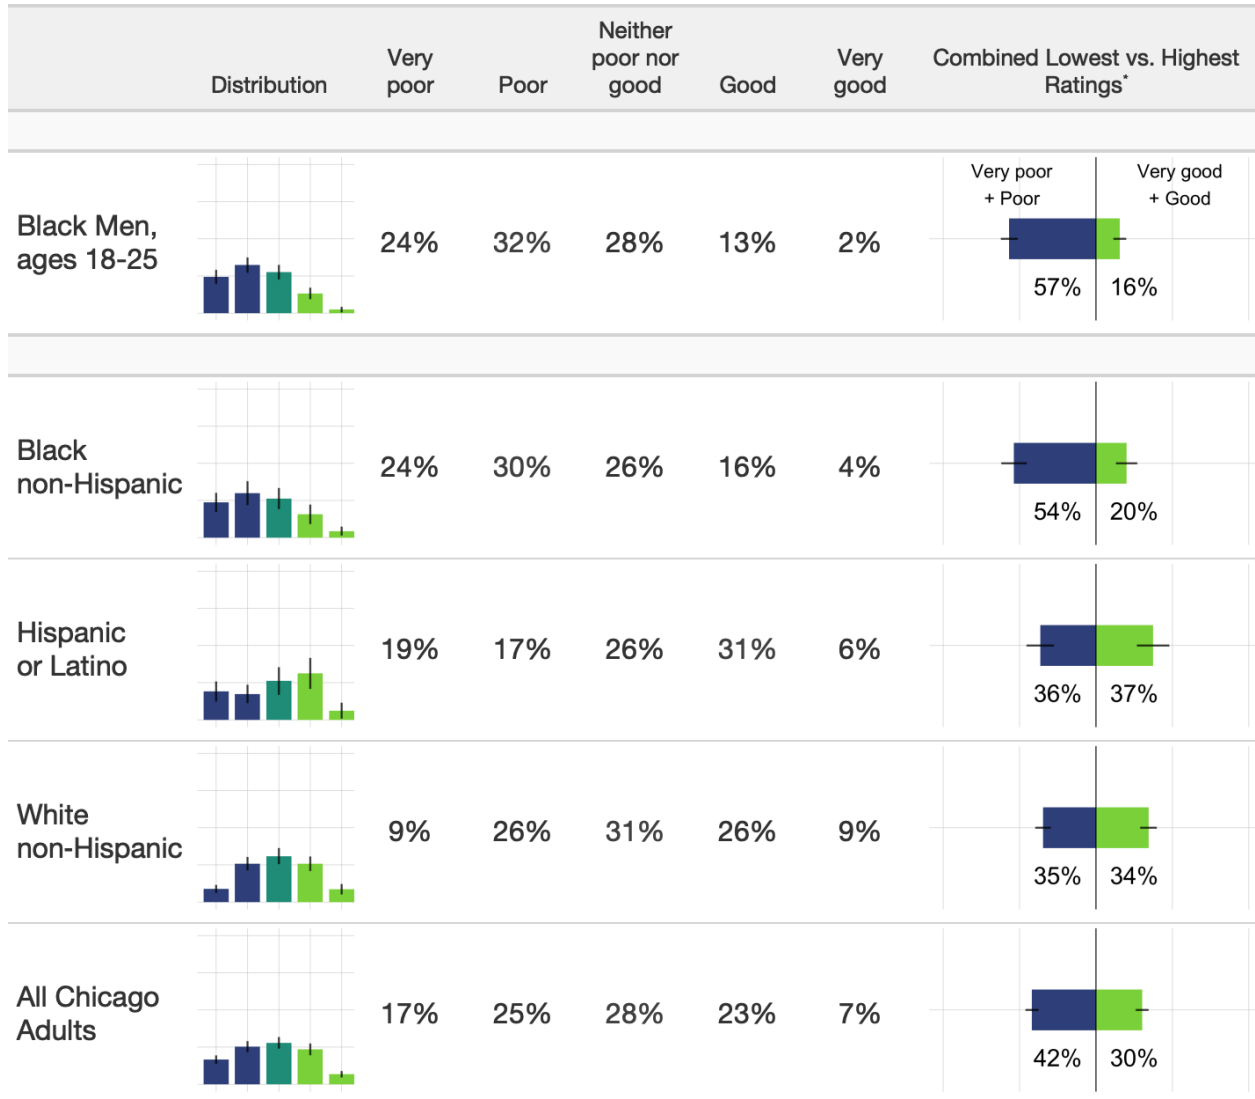 Distribution
Very
poor
Poor
Neither
poor nor
good
Good
Very
good
Combined Lowest vs. Highest
Ratings*
Black Men,
ages 18-25
24%
32%
28%
13%
2%
Very poor
+ Poor
Very good
+ Good
57%
16%
Black
non-Hispanic
24%
30%
26%
16%
4%
54%
20%
Hispanic
or Latino
19%
17%
26%
31%
6%
36%
37%
White
non-Hispanic
9%
26%
31%
26%
9%
35%
34%
All Chicago
Adults
17%
25%
28%
23%
7%
42%
30%